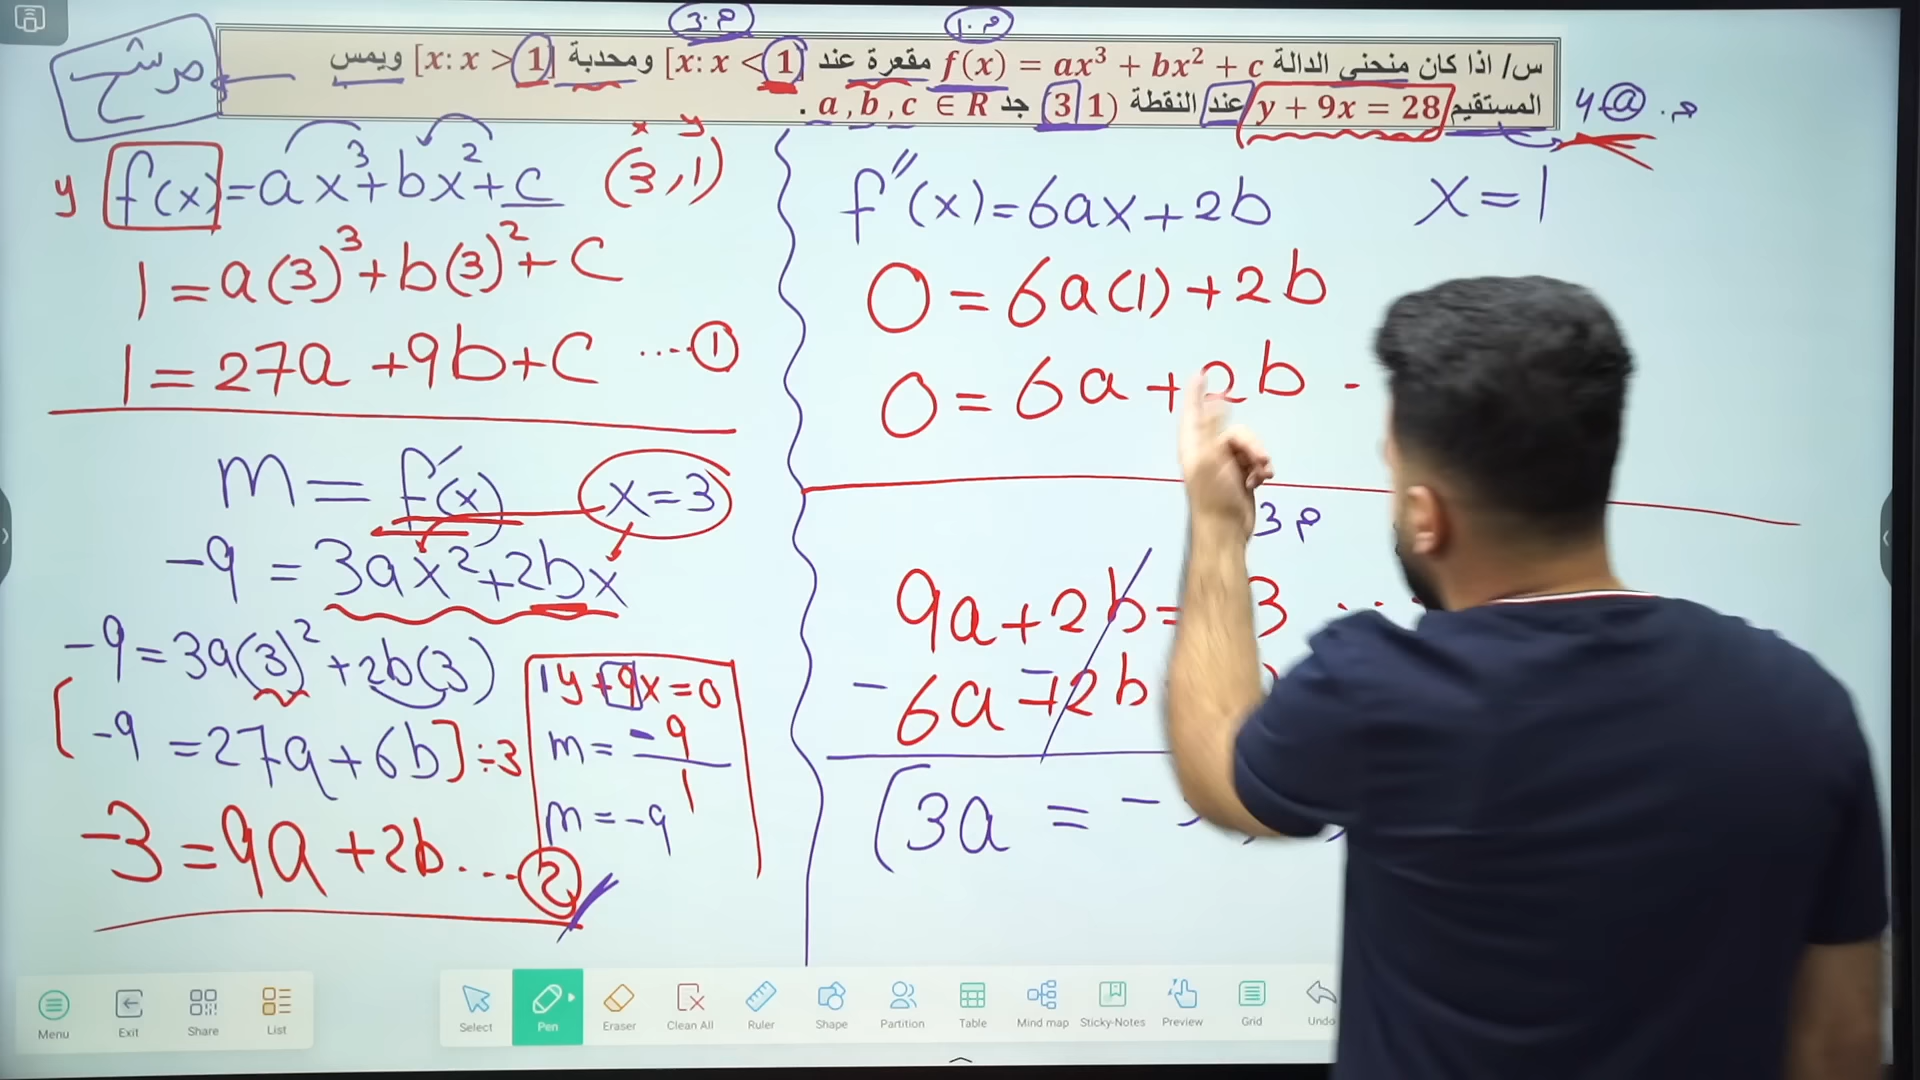 م.3
م.1
س/ اذا كان منحني الدالة f(x) = ax³ + bx² + c مقعرة عند [x: x < 1] ومحدبة [x: x > 1] ويمس
المستقيم y + 9x = 28 عند النقطة (3 1) جد a , b , c ∈ R .
مرشح
x y
y f(x)=ax³+bx²+c (3,1)
1=a(3)³+b(3)²+c
1=27a+9b+c ....①
m=f′(x) x=3
-9=3ax²+2bx
-9=3a(3)²+2b(3)
[-9=27a+6b]÷3
-3=9a+2b...②
1y+9x=0
m=-9/1
m=-9
f″(x)=6ax+2b x=1
0=6a(1)+2b
0=6a+2b -
م 3
9a+2b= 3 ...
-6a-+2b
(3a=-
Menu
Exit
Share
List
Select
Pen
Eraser
Clean All
Ruler
Shape
Partition
Table
Mind map
Sticky-Notes
Preview
Grid
Undo